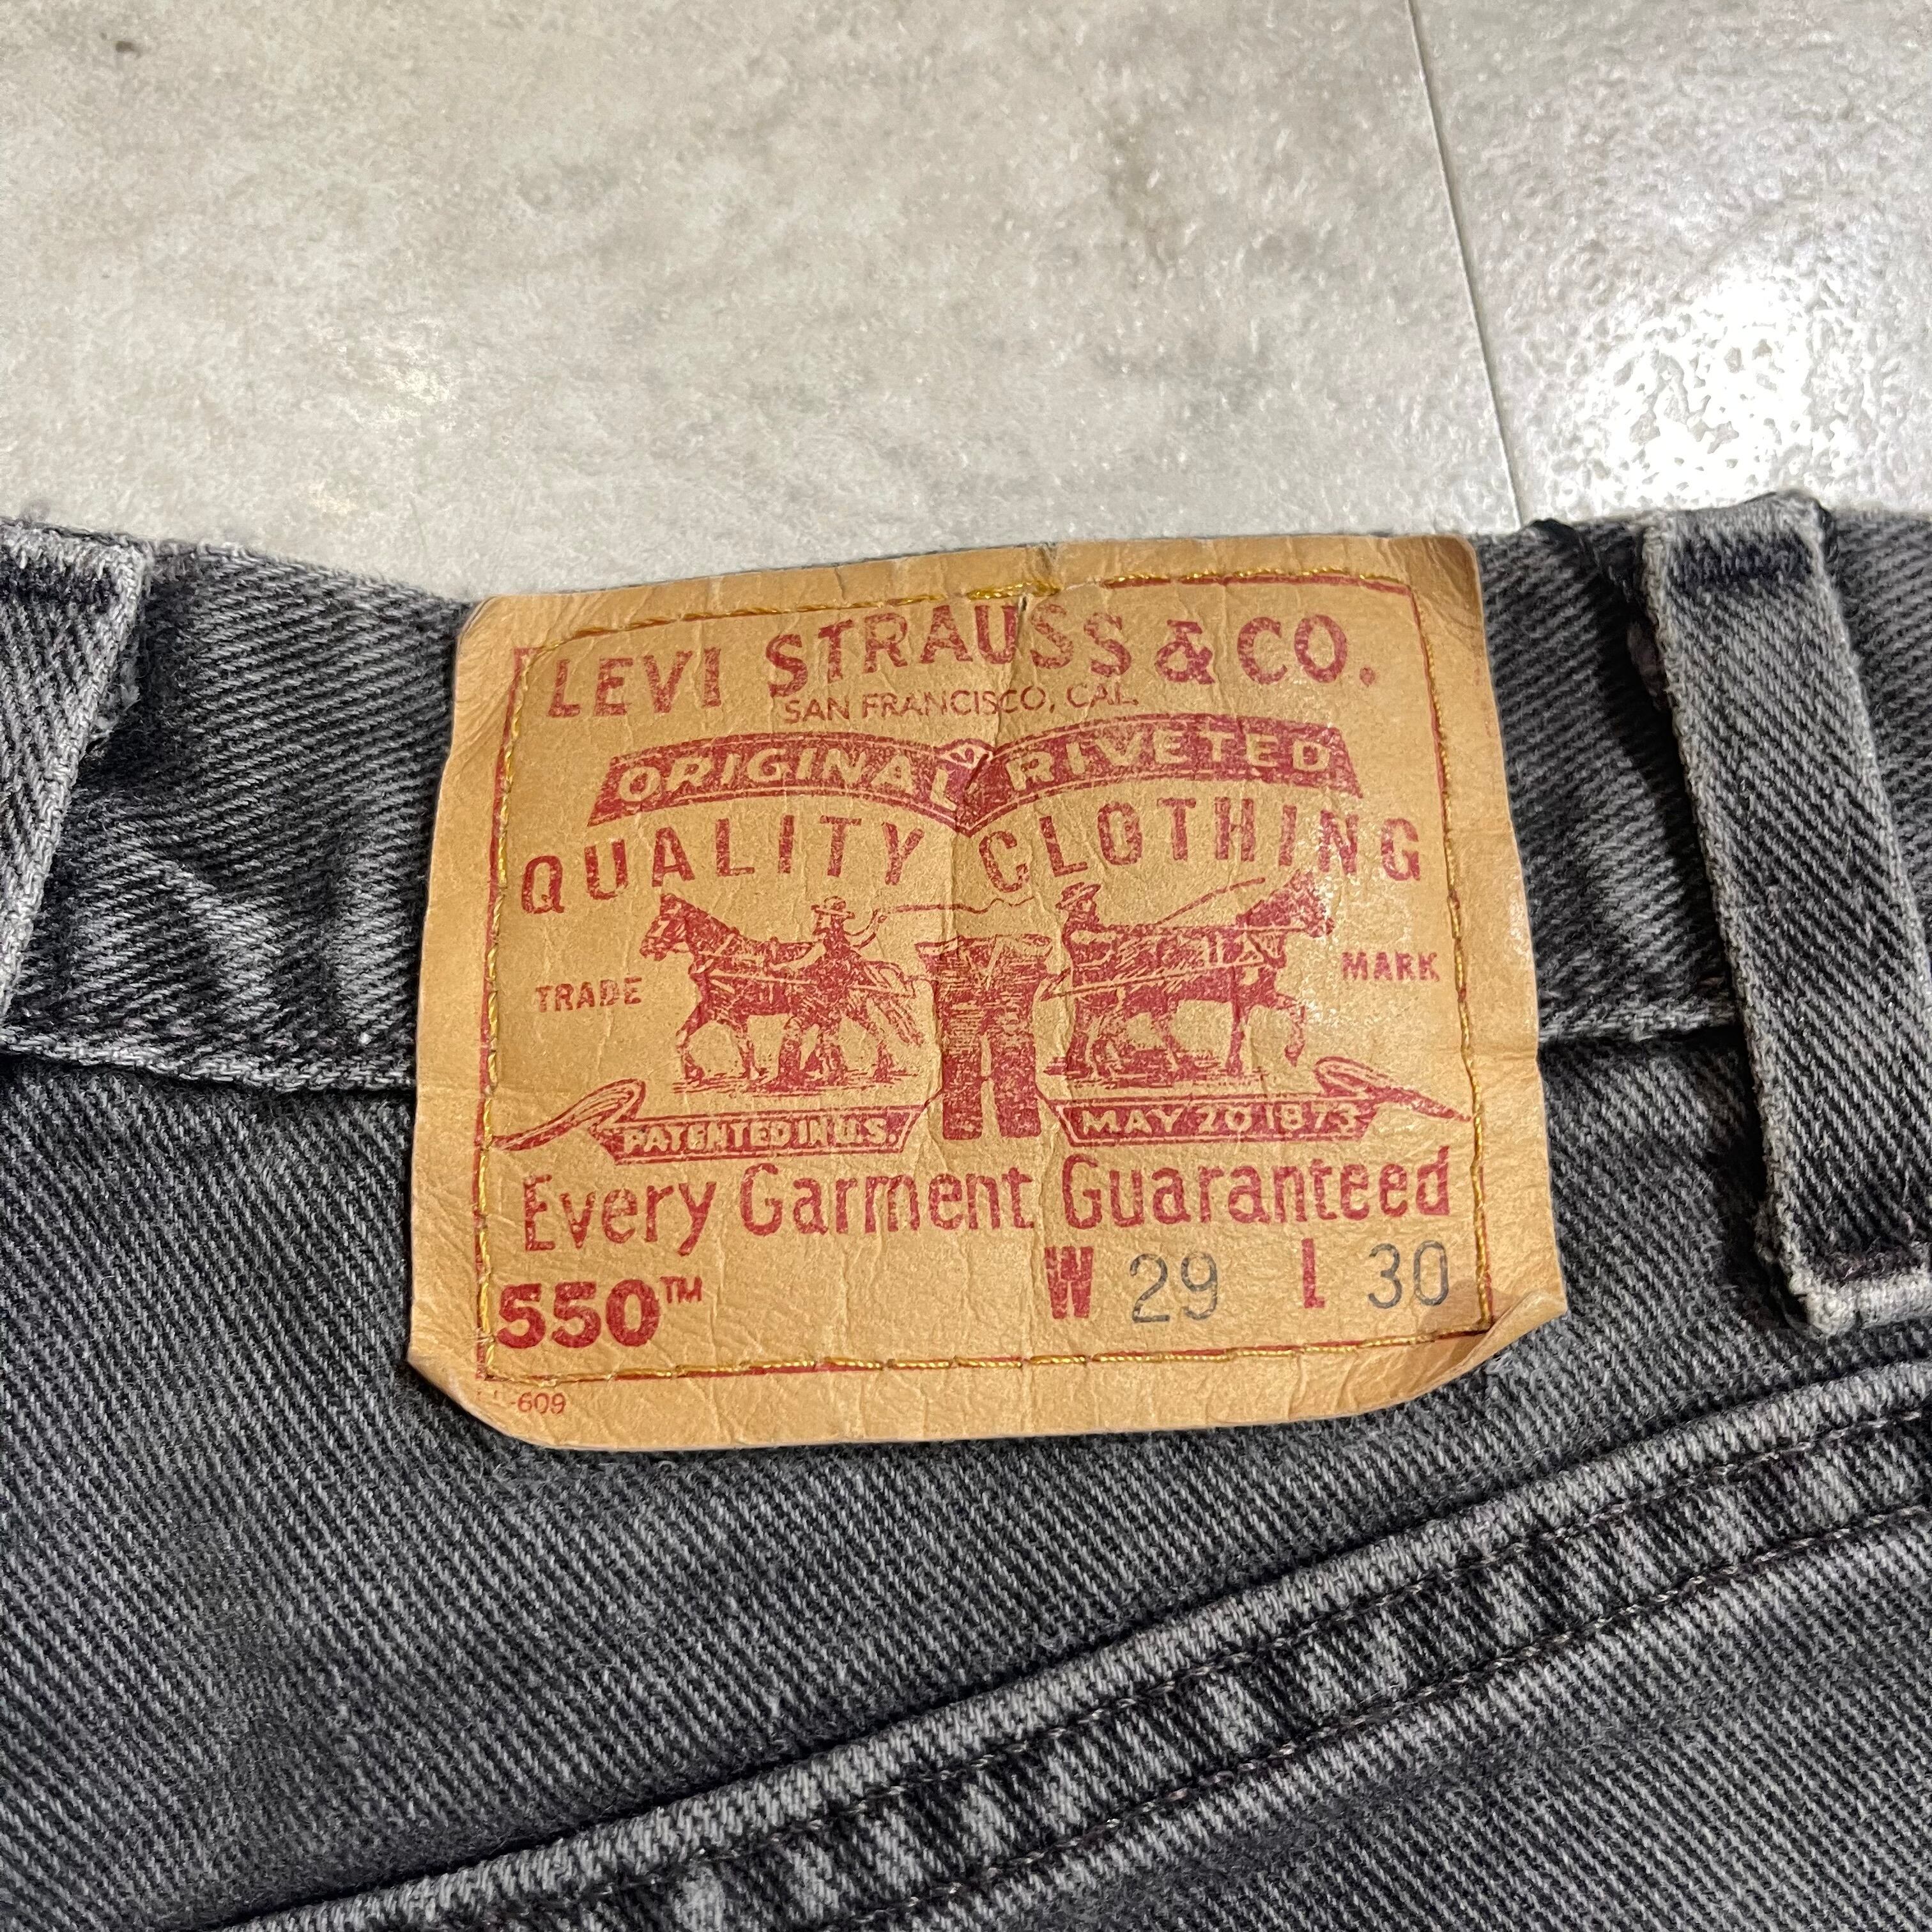 LEVI STRAUSS & CO.
SAN FRANCISCO, CAL.
ORIGINAL RIVETED
QUALITY CLOTHING
TRADE MARK
PATENTED IN U.S. MAY 20 1873
Every Garment Guaranteed
550™ W 29 L 30
-609